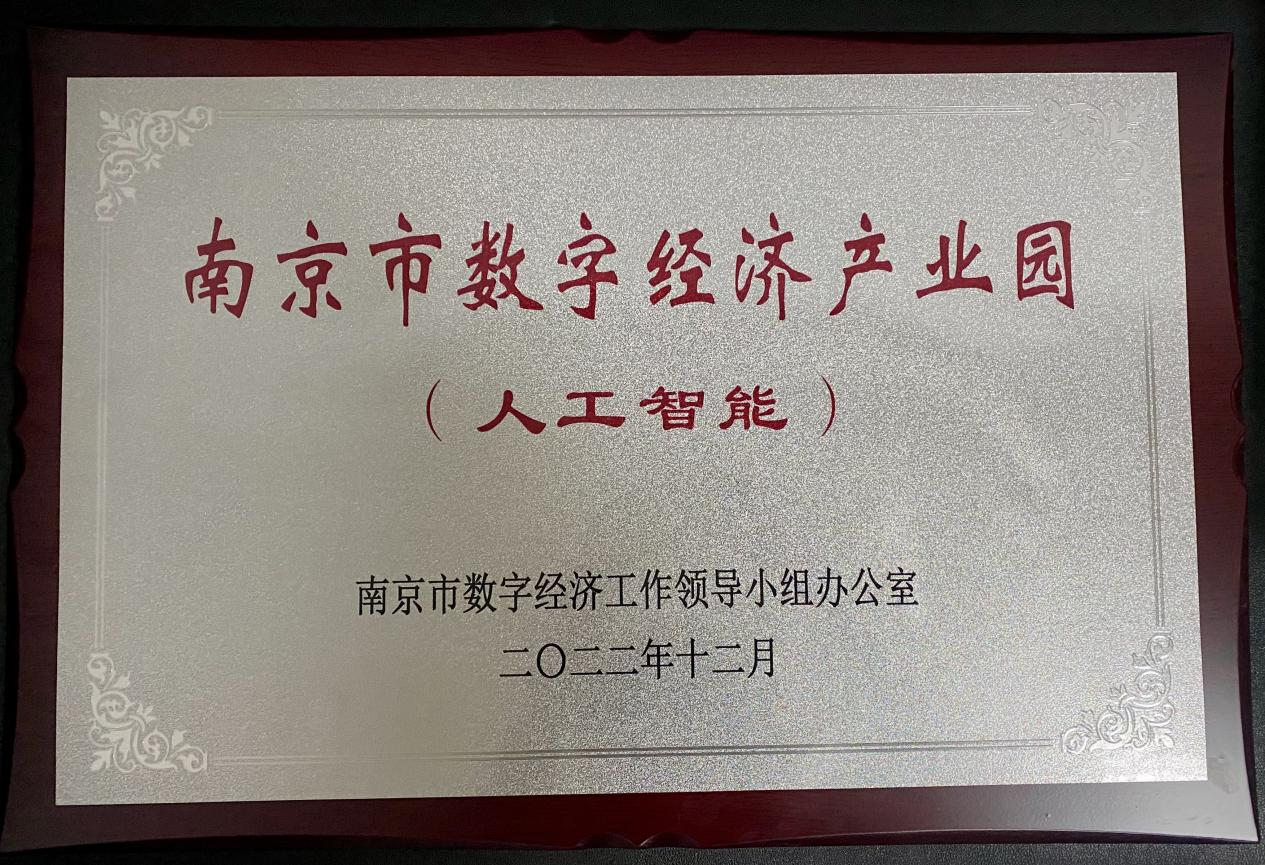 南京市数字经济产业园
（人工智能）
南京市数字经济工作领导小组办公室
二〇二二年十二月